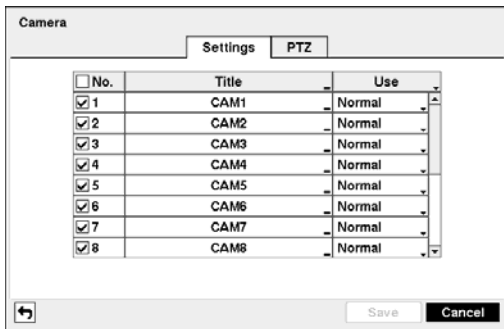 Camera
Settings PTZ
No. Title Use
1 CAM1 Normal
2 CAM2 Normal
3 CAM3 Normal
4 CAM4 Normal
5 CAM5 Normal
6 CAM6 Normal
7 CAM7 Normal
8 CAM8 Normal
Save Cancel